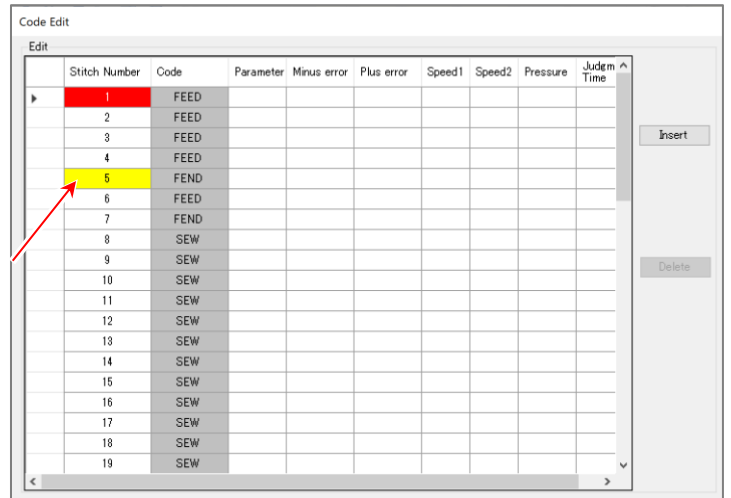 Code Edit
Edit
Stitch Number Code Parameter Minus error Plus error Speed1 Speed2 Pressure Judgm Time
1 FEED
2 FEED
3 FEED
4 FEED
5 FEND
6 FEED
7 FEND
8 SEW
9 SEW
10 SEW
11 SEW
12 SEW
13 SEW
14 SEW
15 SEW
16 SEW
17 SEW
18 SEW
19 SEW
Insert
Delete